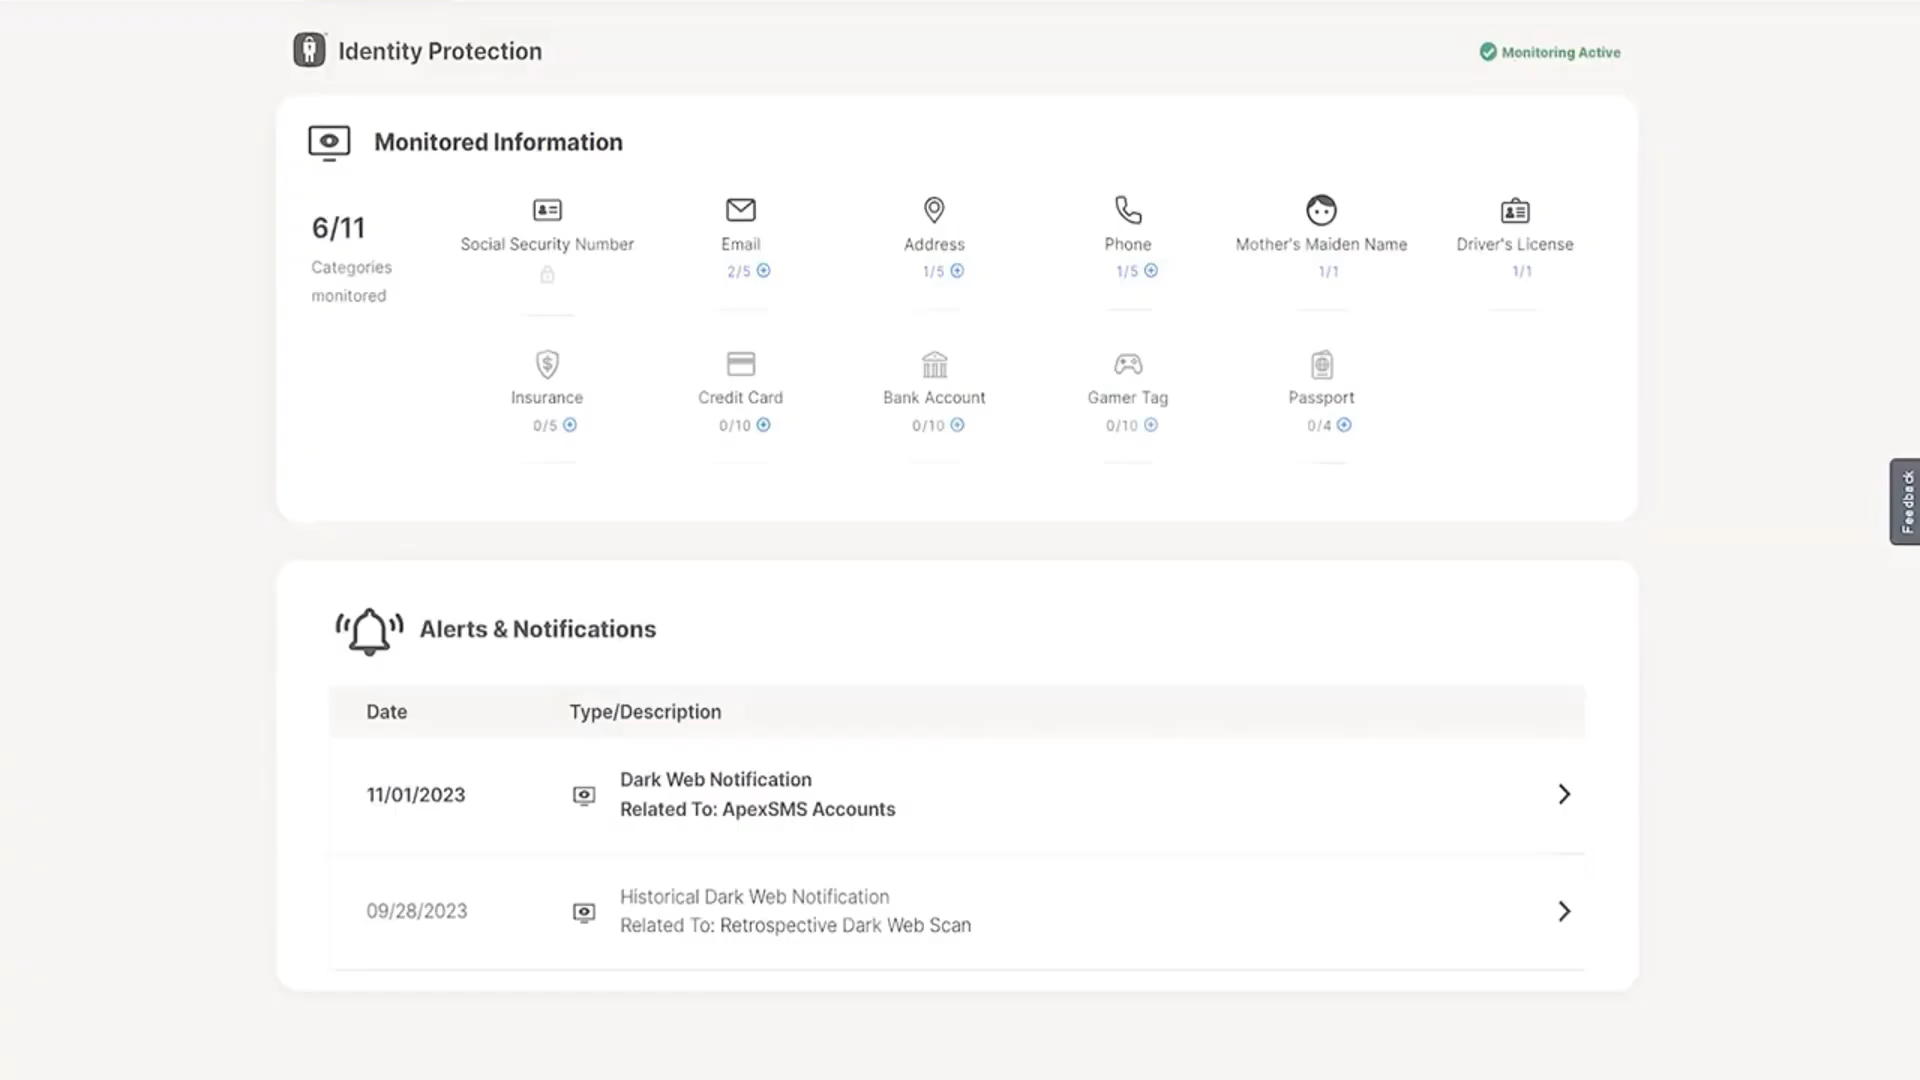 Identity Protection
Monitoring Active
Monitored Information
6/11
Categories
monitored
Social Security Number
Email
2/5
Address
1/5
Phone
1/5
Mother's Maiden Name
1/1
Driver's License
1/1
Insurance
0/5
Credit Card
0/10
Bank Account
0/10
Gamer Tag
0/10
Passport
0/4
Feedback
Alerts & Notifications
Date Type/Description
11/01/2023
Dark Web Notification
Related To: ApexSMS Accounts
09/28/2023
Historical Dark Web Notification
Related To: Retrospective Dark Web Scan